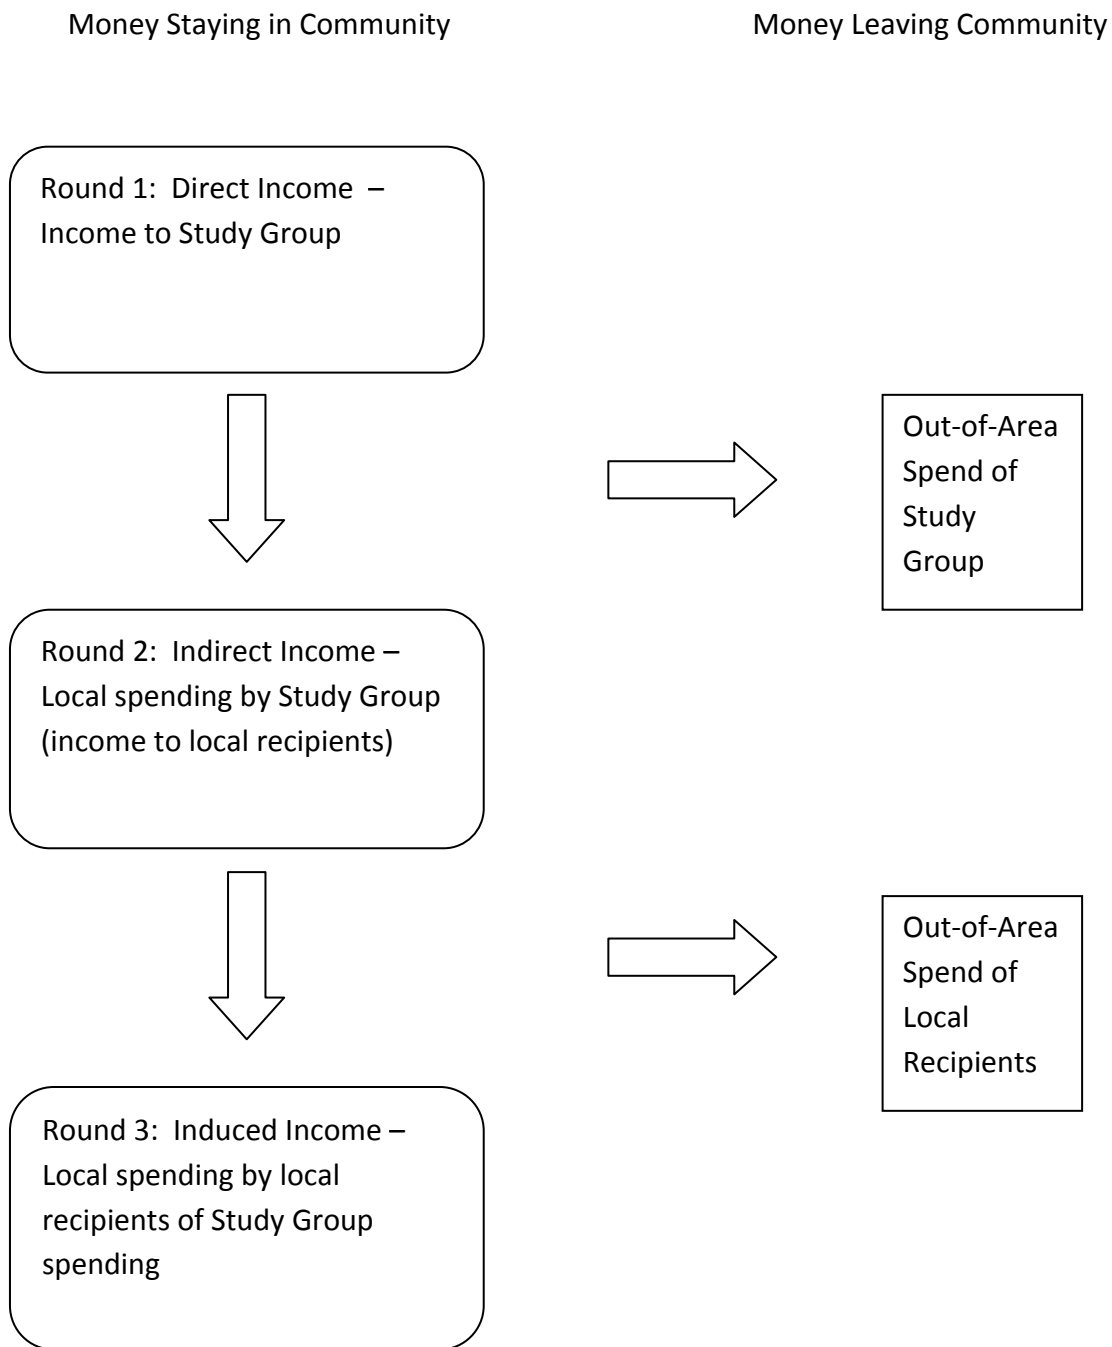 Money Staying in Community
Money Leaving Community
Round 1:  Direct Income  –
Income to Study Group
Out-of-Area
Spend of
Study
Group
Round 2:  Indirect Income –
Local spending by Study Group
(income to local recipients)
Out-of-Area
Spend of
Local
Recipients
Round 3:  Induced Income –
Local spending by local
recipients of Study Group
spending